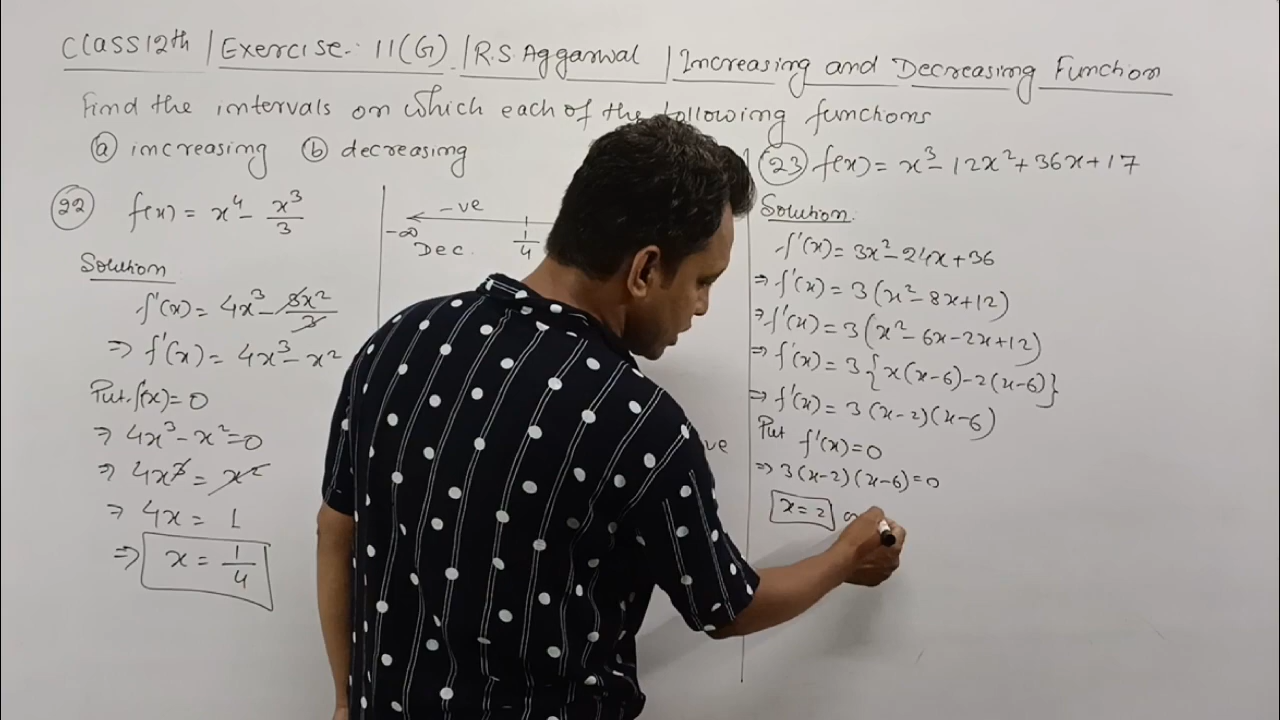 Class 12th / Exercise:- 11(G) / R.S. Aggarwal / Increasing and Decreasing Function
Find the intervals on which each of the following functions
(a) increasing (b) decreasing
(22) f(x) = x⁴ - x³/3
Solution
f'(x) = 4x³ - 3x²/3
⇒ f'(x) = 4x³ - x²
Put f(x) = 0
⇒ 4x³ - x² = 0
⇒ 4x³ = x²
⇒ 4x = 1
⇒ x = 1/4
-ve
-∞ 1/4
Dec.
ve
(23) f(x) = x³ - 12x² + 36x + 17
Solution.
f'(x) = 3x² - 24x + 36
⇒ f'(x) = 3(x² - 8x + 12)
⇒ f'(x) = 3(x² - 6x - 2x + 12)
⇒ f'(x) = 3{x(x-6) - 2(x-6)}
⇒ f'(x) = 3(x-2)(x-6)
Put f'(x) = 0
⇒ 3(x-2)(x-6) = 0
x = 2